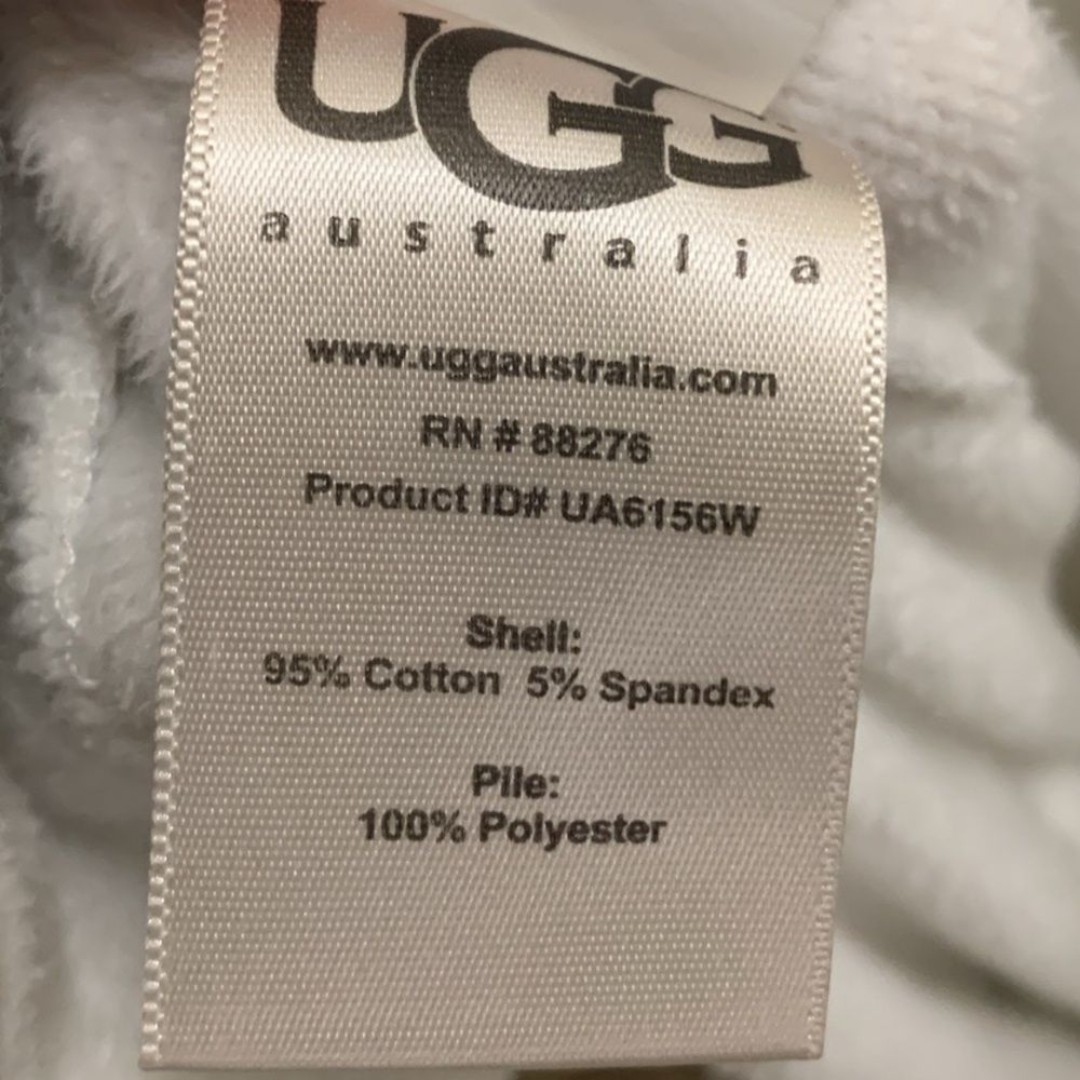 UGG
australia
www.uggaustralia.com
RN # 88276
Product ID# UA6156W
Shell:
95% Cotton 5% Spandex
Pile:
100% Polyester